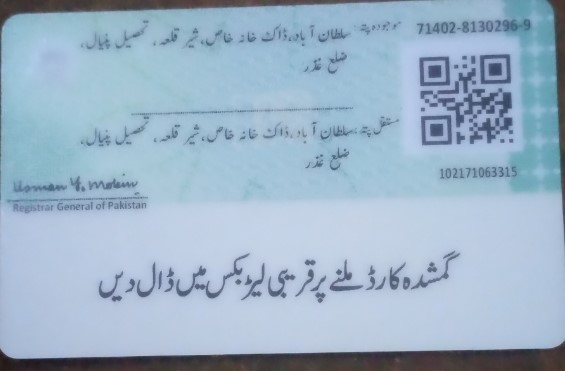 71402-8130296-9
موجودہ پتہ سلطان آباد، ڈاک خانہ خاص، شیر قلعہ، تحصیل پنیال،
ضلع غذر
مستقل پتہ سلطان آباد، ڈاک خانہ خاص، شیر قلعہ، تحصیل پنیال،
ضلع غذر
102171063315
Usman Y. Mobin
Registrar General of Pakistan
گمشدہ کارڈ ملنے پر قریبی لیٹر بکس میں ڈال دیں